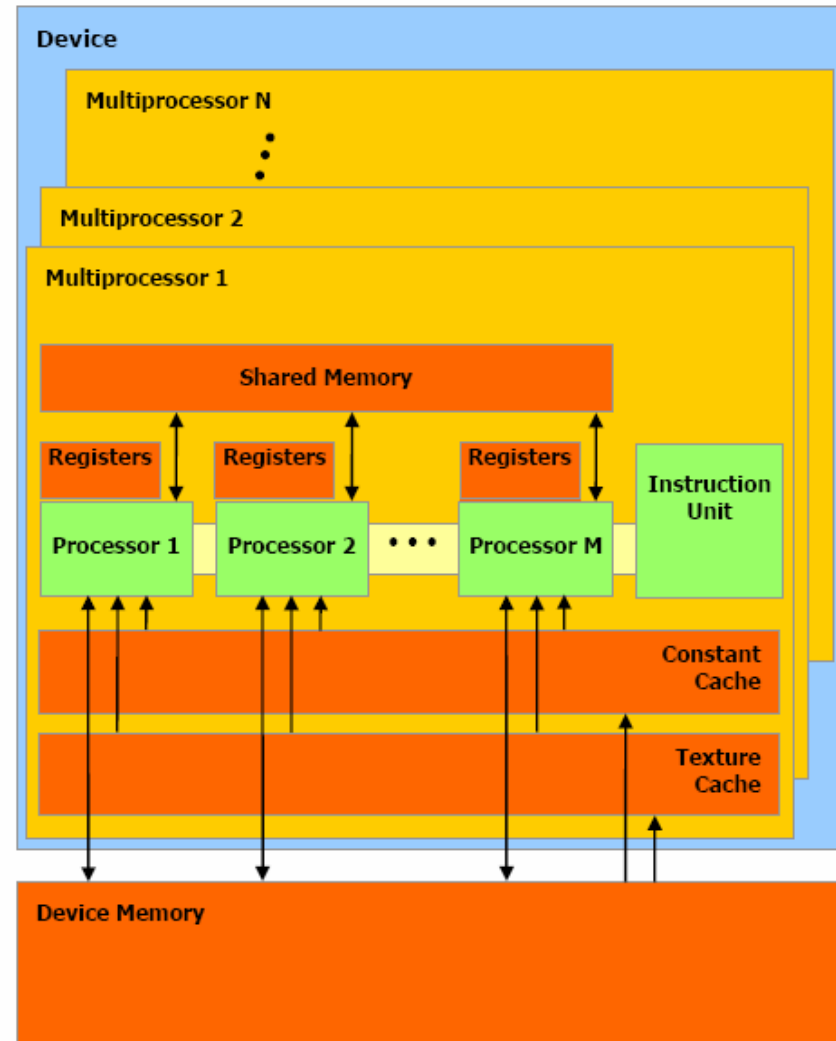 Device
Multiprocessor N
Multiprocessor 2
Multiprocessor 1
Shared Memory
Registers
Registers
Registers
Instruction
Unit
Processor 1
Processor 2
• • •
Processor M
Constant
Cache
Texture
Cache
Device Memory